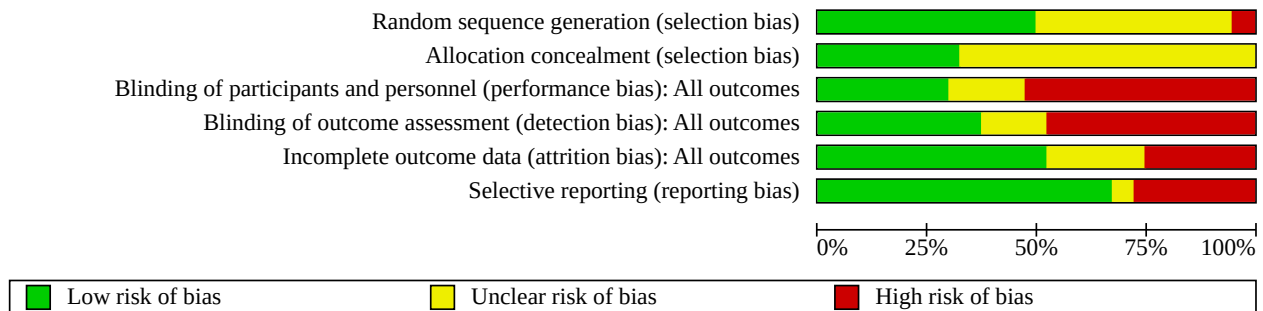 Random sequence generation (selection bias)
Allocation concealment (selection bias)
Blinding of participants and personnel (performance bias): All outcomes
Blinding of outcome assessment (detection bias): All outcomes
Incomplete outcome data (attrition bias): All outcomes
Selective reporting (reporting bias)
0% 25% 50% 75% 100%
Low risk of bias Unclear risk of bias High risk of bias